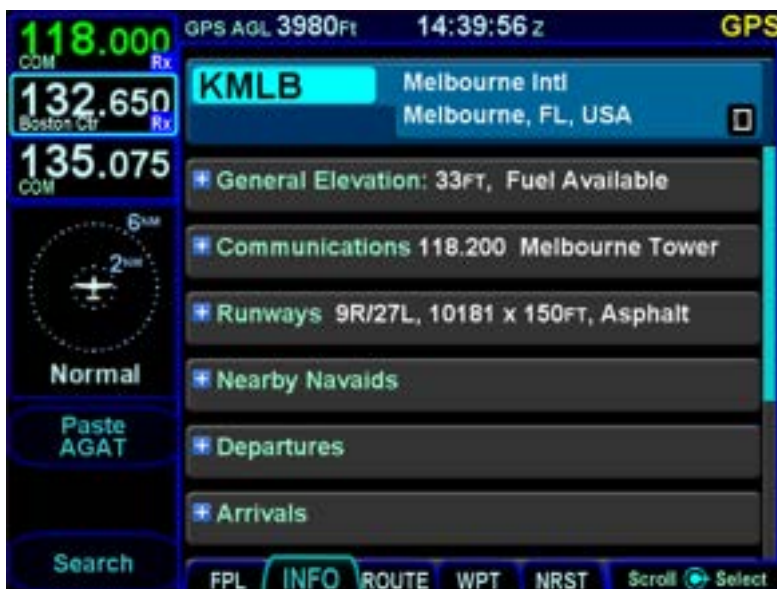 118.000
COM Rx
132.650
Boston Ctr Rx
135.075
COM
6NM
2NM
Normal
Paste
AGAT
Search
GPS AGL 3980FT 14:39:56 Z GPS
KMLB
Melbourne Intl
Melbourne, FL, USA
General Elevation: 33FT, Fuel Available
Communications 118.200 Melbourne Tower
Runways 9R/27L, 10181 x 150FT, Asphalt
Nearby Navaids
Departures
Arrivals
FPL INFO ROUTE WPT NRST Scroll Select